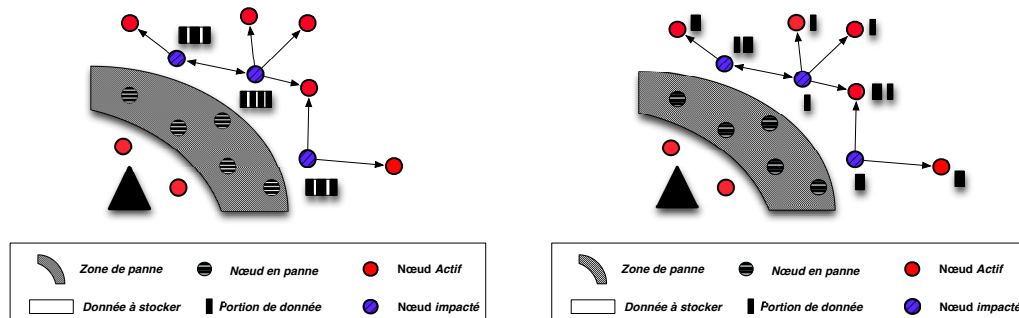 Zone de panne
Nœud en panne
Nœud Actif
Donnée à stocker
Portion de donnée
Nœud impacté
Zone de panne
Nœud en panne
Nœud Actif
Donnée à stocker
Portion de donnée
Nœud impacté